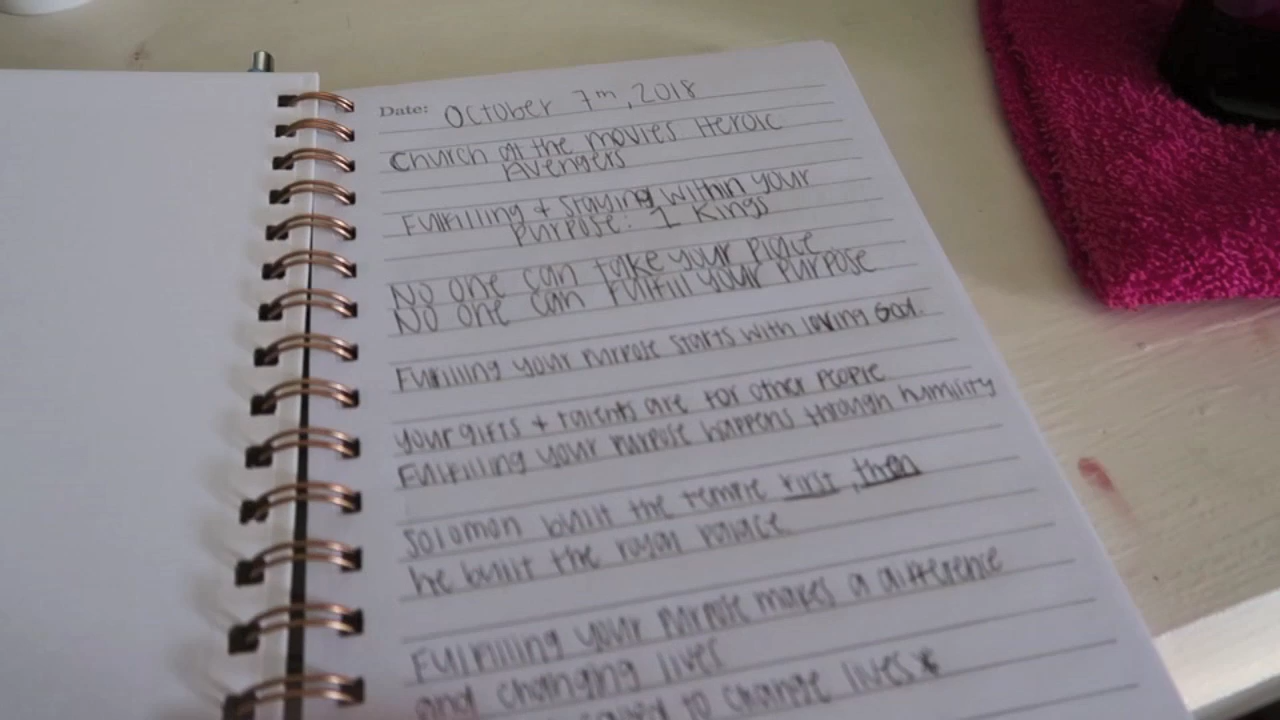 Date: October 7th, 2018
Church at the movies Heroic
Avengers
Fulfilling + staying within your
Purpose: 1 Kings
No one can take your place
No one can fulfill your purpose
Fulfilling your purpose starts with loving God.
your gifts + talents are for other people
Fulfilling your purpose happens through humility
Solomon built the temple first, then
he built the royal palace
Fulfilling your purpose makes a difference
and changing lives
to change lives*